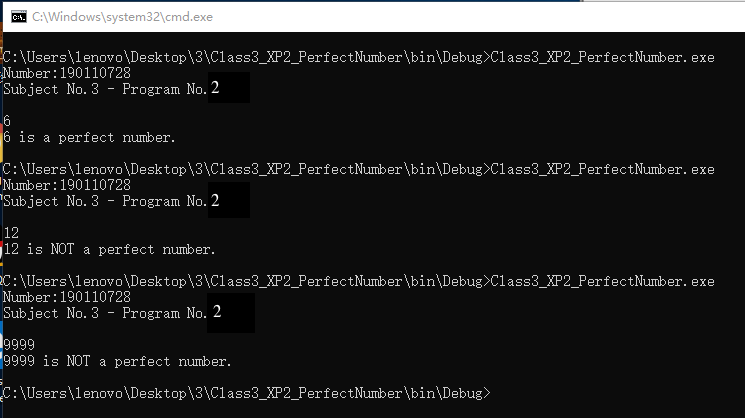 C:\Windows\system32\cmd.exe
C:\Users\lenovo\Desktop\3\Class3_XP2_PerfectNumber\bin\Debug>Class3_XP2_PerfectNumber.exe
Number:190110728
Subject No.3 - Program No.2
6
6 is a perfect number.
C:\Users\lenovo\Desktop\3\Class3_XP2_PerfectNumber\bin\Debug>Class3_XP2_PerfectNumber.exe
Number:190110728
Subject No.3 - Program No.2
12
12 is NOT a perfect number.
C:\Users\lenovo\Desktop\3\Class3_XP2_PerfectNumber\bin\Debug>Class3_XP2_PerfectNumber.exe
Number:190110728
Subject No.3 - Program No.2
9999
9999 is NOT a perfect number.
C:\Users\lenovo\Desktop\3\Class3_XP2_PerfectNumber\bin\Debug>